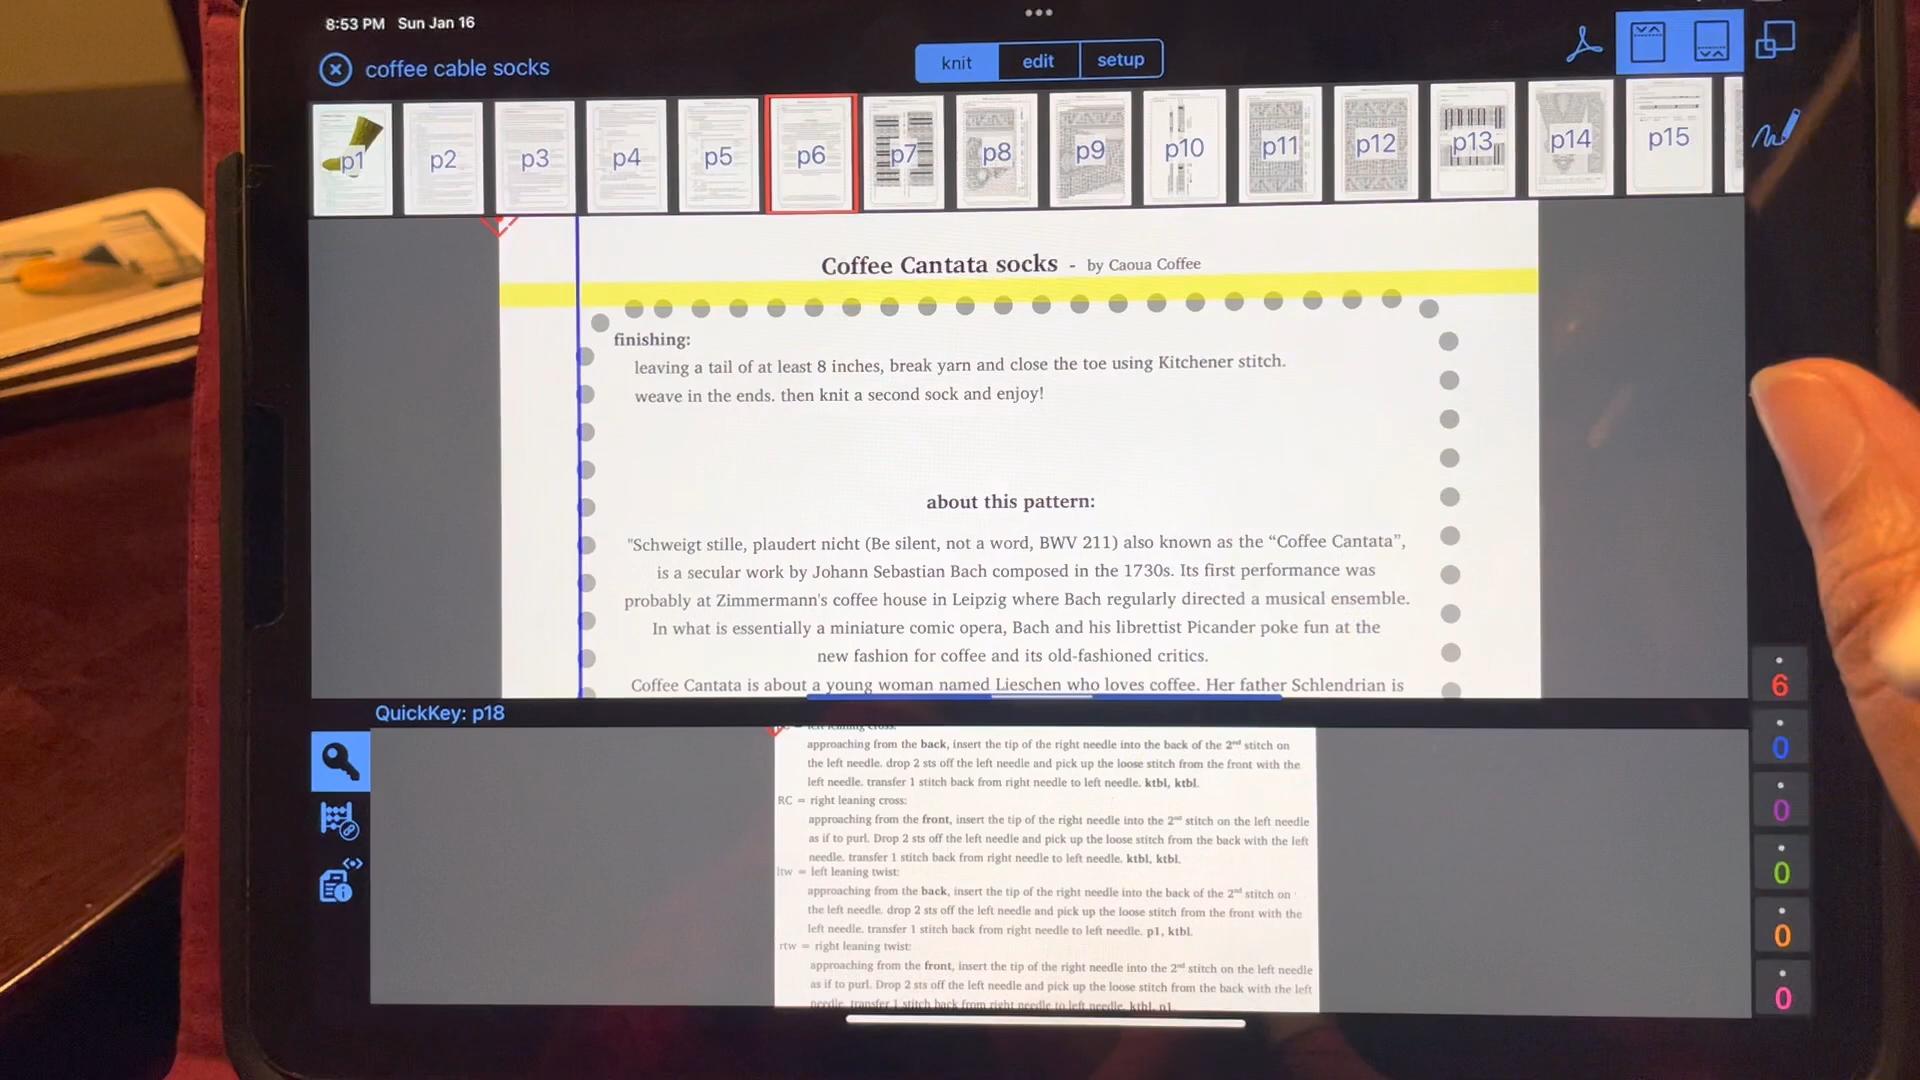 8:53 PM Sun Jan 16
coffee cable socks
knit edit setup
p1 p2 p3 p4 p5 p6 p7 p8 p9 p10 p11 p12 p13 p14 p15
Coffee Cantata socks - by Caoua Coffee
finishing:
leaving a tail of at least 8 inches, break yarn and close the toe using Kitchener stitch.
weave in the ends. then knit a second sock and enjoy!
about this pattern:
"Schweigt stille, plaudert nicht (Be silent, not a word, BWV 211) also known as the “Coffee Cantata”,
is a secular work by Johann Sebastian Bach composed in the 1730s. Its first performance was
probably at Zimmermann's coffee house in Leipzig where Bach regularly directed a musical ensemble.
In what is essentially a miniature comic opera, Bach and his librettist Picander poke fun at the
new fashion for coffee and its old-fashioned critics.
Coffee Cantata is about a young woman named Lieschen who loves coffee. Her father Schlendrian is
6
0
0
0
0
0
QuickKey: p18
= left leaning cross:
approaching from the back, insert the tip of the right needle into the back of the 2nd stitch on
the left needle. drop 2 sts off the left needle and pick up the loose stitch from the front with the
left needle. transfer 1 stitch back from right needle to left needle. ktbl, ktbl.
RC = right leaning cross:
approaching from the front, insert the tip of the right needle into the 2nd stitch on the left needle
as if to purl. Drop 2 sts off the left needle and pick up the loose stitch from the back with the left
needle. transfer 1 stitch back from right needle to left needle. ktbl, ktbl.
ltw = left leaning twist:
approaching from the back, insert the tip of the right needle into the back of the 2nd stitch on
the left needle. drop 2 sts off the left needle and pick up the loose stitch from the front with the
left needle. transfer 1 stitch back from right needle to left needle. p1, ktbl.
rtw = right leaning twist:
approaching from the front, insert the tip of the right needle into the 2nd stitch on the left needle
as if to purl. Drop 2 sts off the left needle and pick up the loose stitch from the back with the left
needle. transfer 1 stitch back from right needle to left needle. ktbl, p1